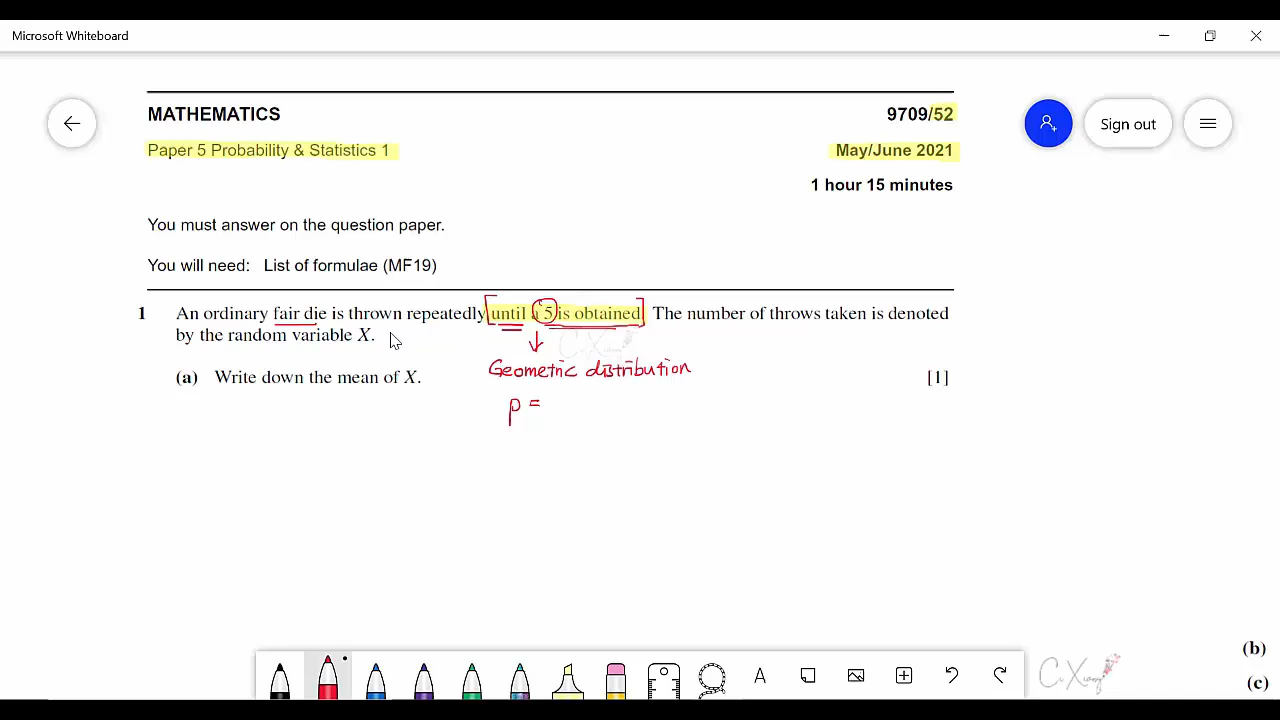 Microsoft Whiteboard
MATHEMATICS 9709/52
Paper 5 Probability & Statistics 1 May/June 2021
1 hour 15 minutes
You must answer on the question paper.
You will need: List of formulae (MF19)
1 An ordinary fair die is thrown repeatedly until a 5 is obtained. The number of throws taken is denoted
by the random variable X.
Geometric distribution
(a) Write down the mean of X. [1]
p =
Sign out
A
(b)
(c)
Ci Xiang